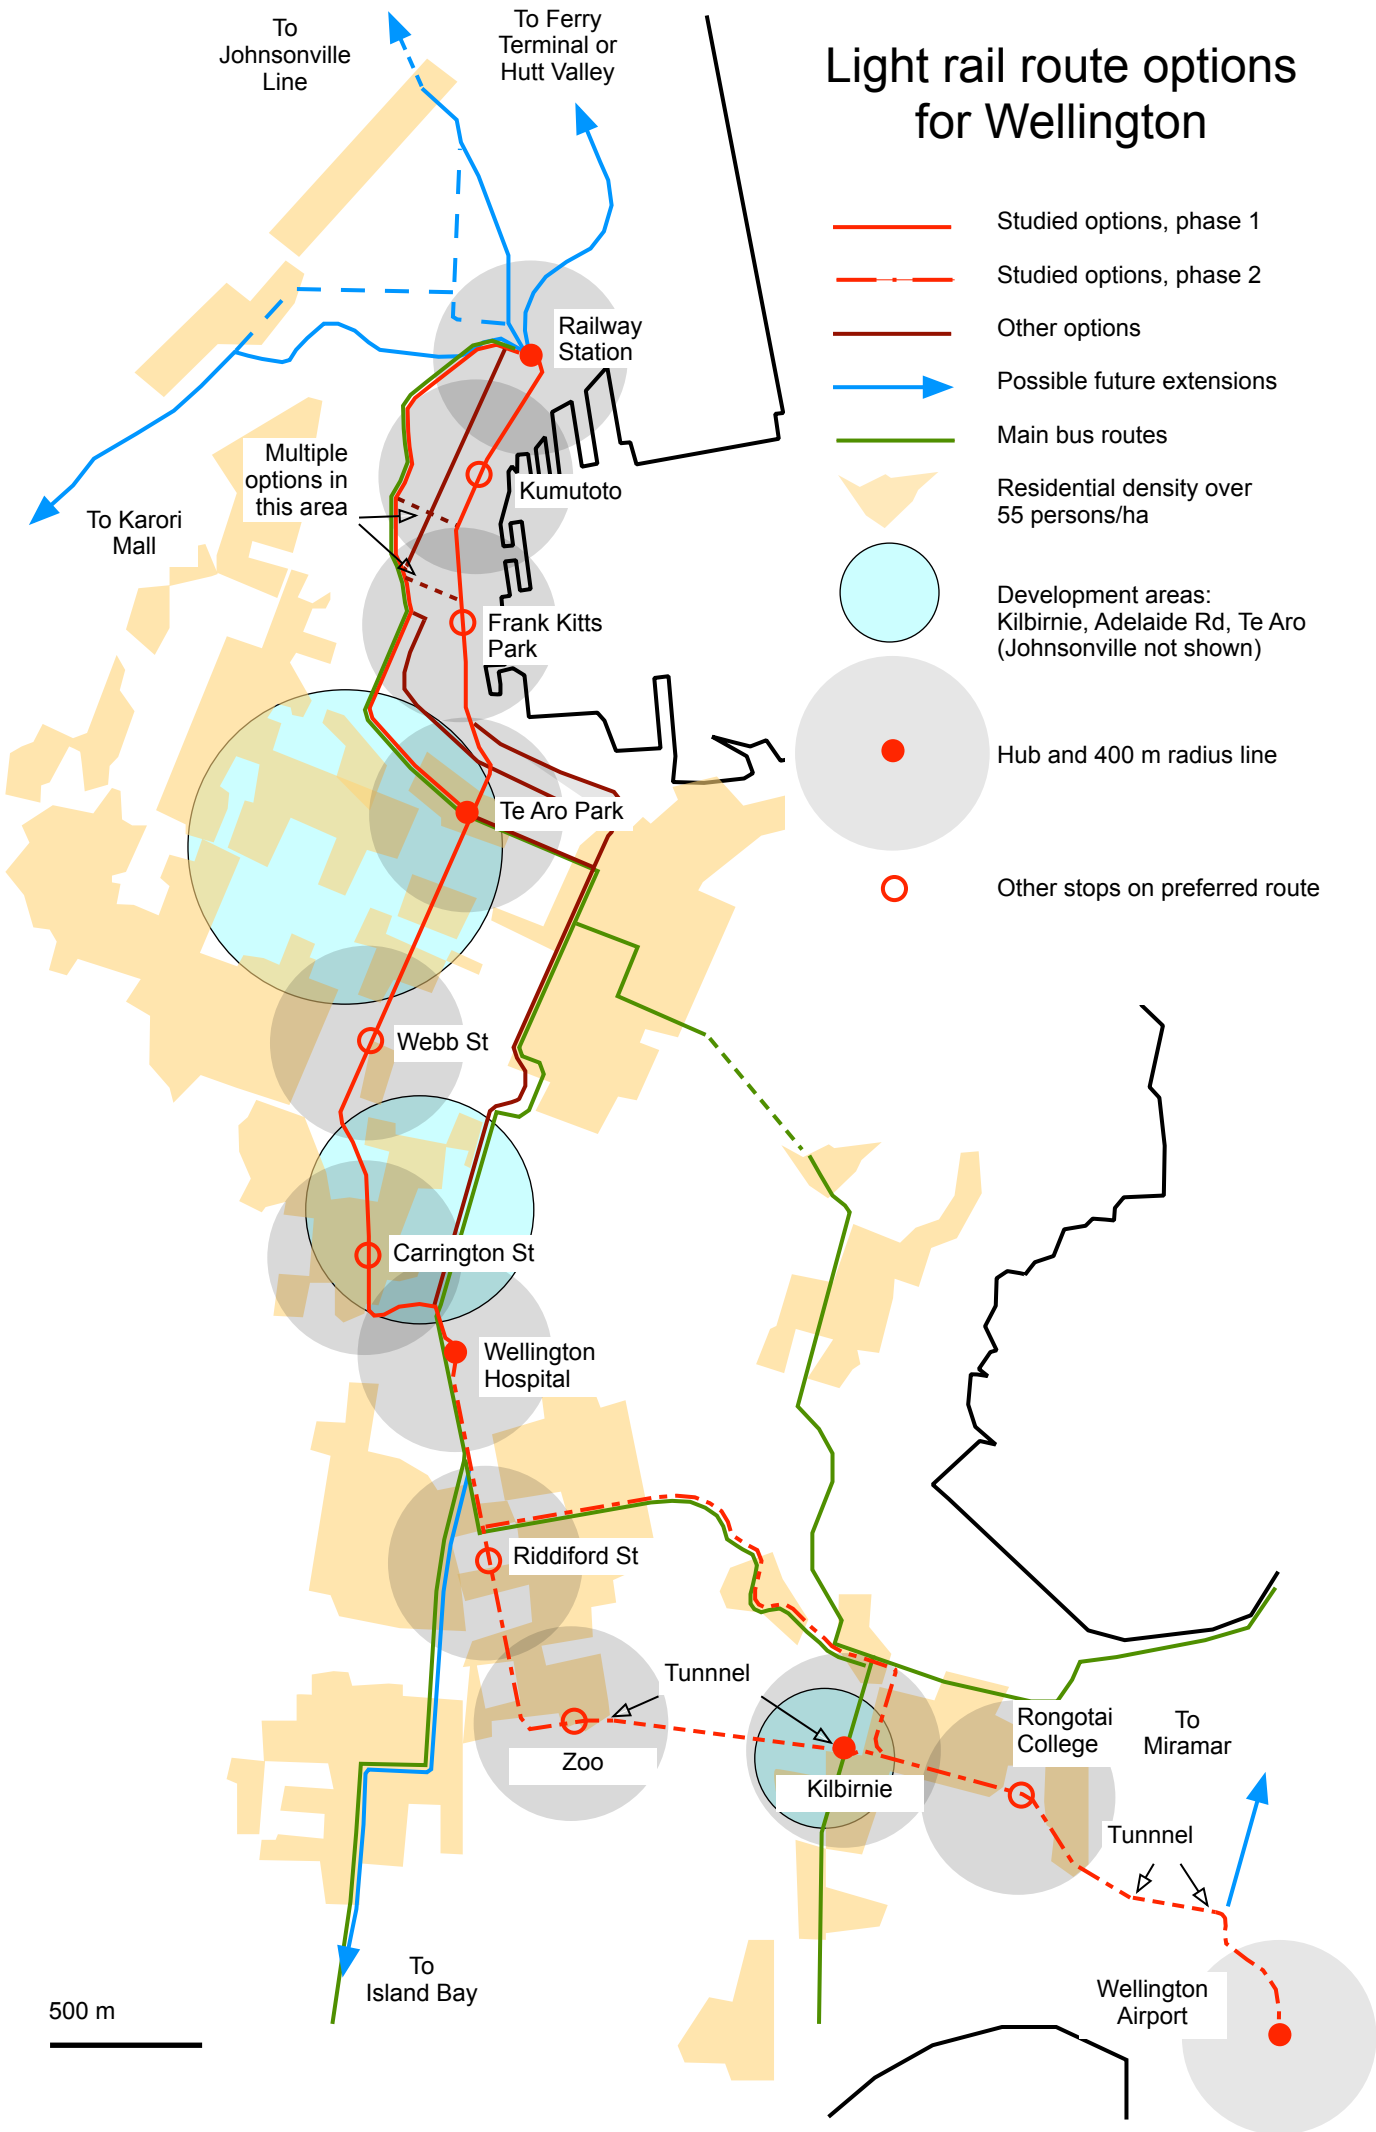 Light rail route options
for Wellington
To
Johnsonville
Line
To Ferry
Terminal or
Hutt Valley
Studied options, phase 1
Studied options, phase 2
Other options
Possible future extensions
Main bus routes
Residential density over
55 persons/ha
Development areas:
Kilbirnie, Adelaide Rd, Te Aro
(Johnsonville not shown)
Hub and 400 m radius line
Other stops on preferred route
Railway
Station
Multiple
options in
this area
Kumutoto
To Karori
Mall
Frank Kitts
Park
Te Aro Park
Webb St
Carrington St
Wellington
Hospital
Riddiford St
Tunnnel
Zoo
Kilbirnie
Rongotai
College
To
Miramar
Tunnnel
To
Island Bay
Wellington
Airport
500 m